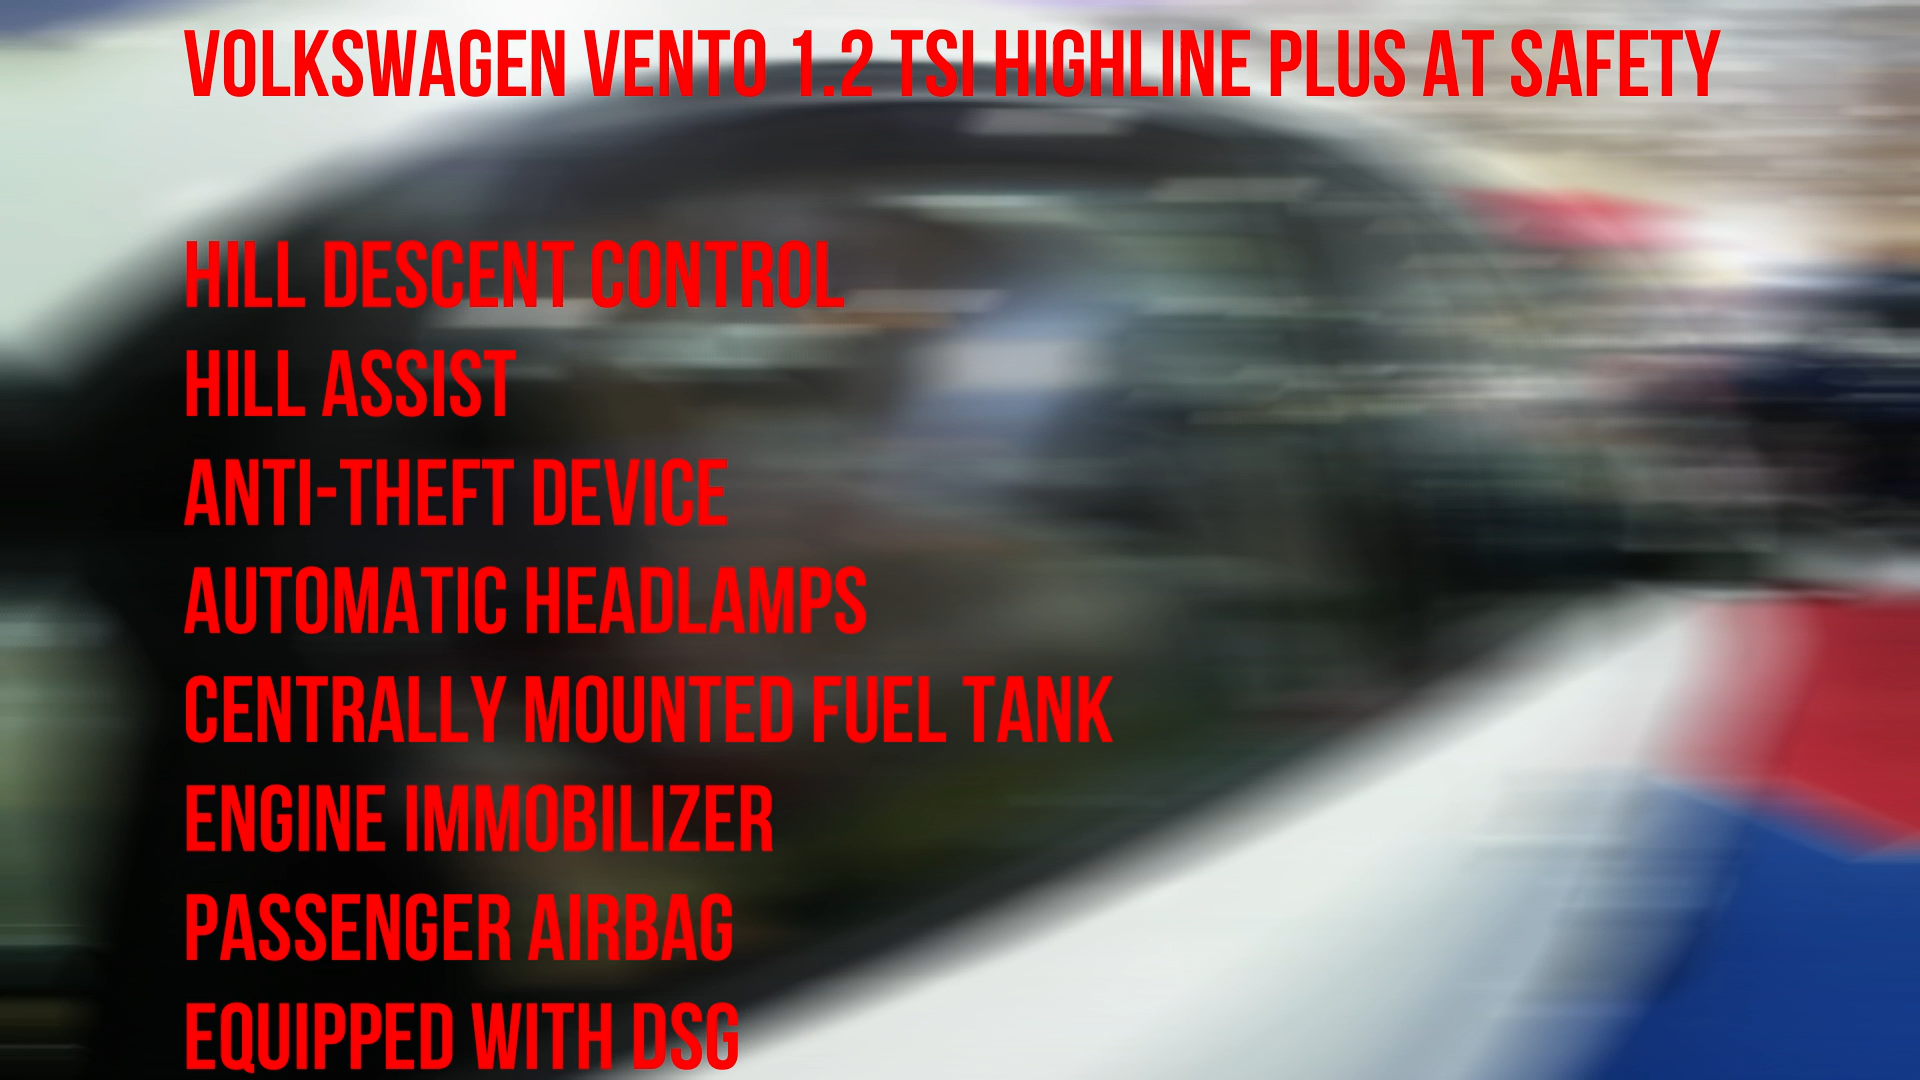 VOLKSWAGEN VENTO 1.2 TSI HIGHLINE PLUS AT SAFETY
HILL DESCENT CONTROL
HILL ASSIST
ANTI-THEFT DEVICE
AUTOMATIC HEADLAMPS
CENTRALLY MOUNTED FUEL TANK
ENGINE IMMOBILIZER
PASSENGER AIRBAG
EQUIPPED WITH DSG